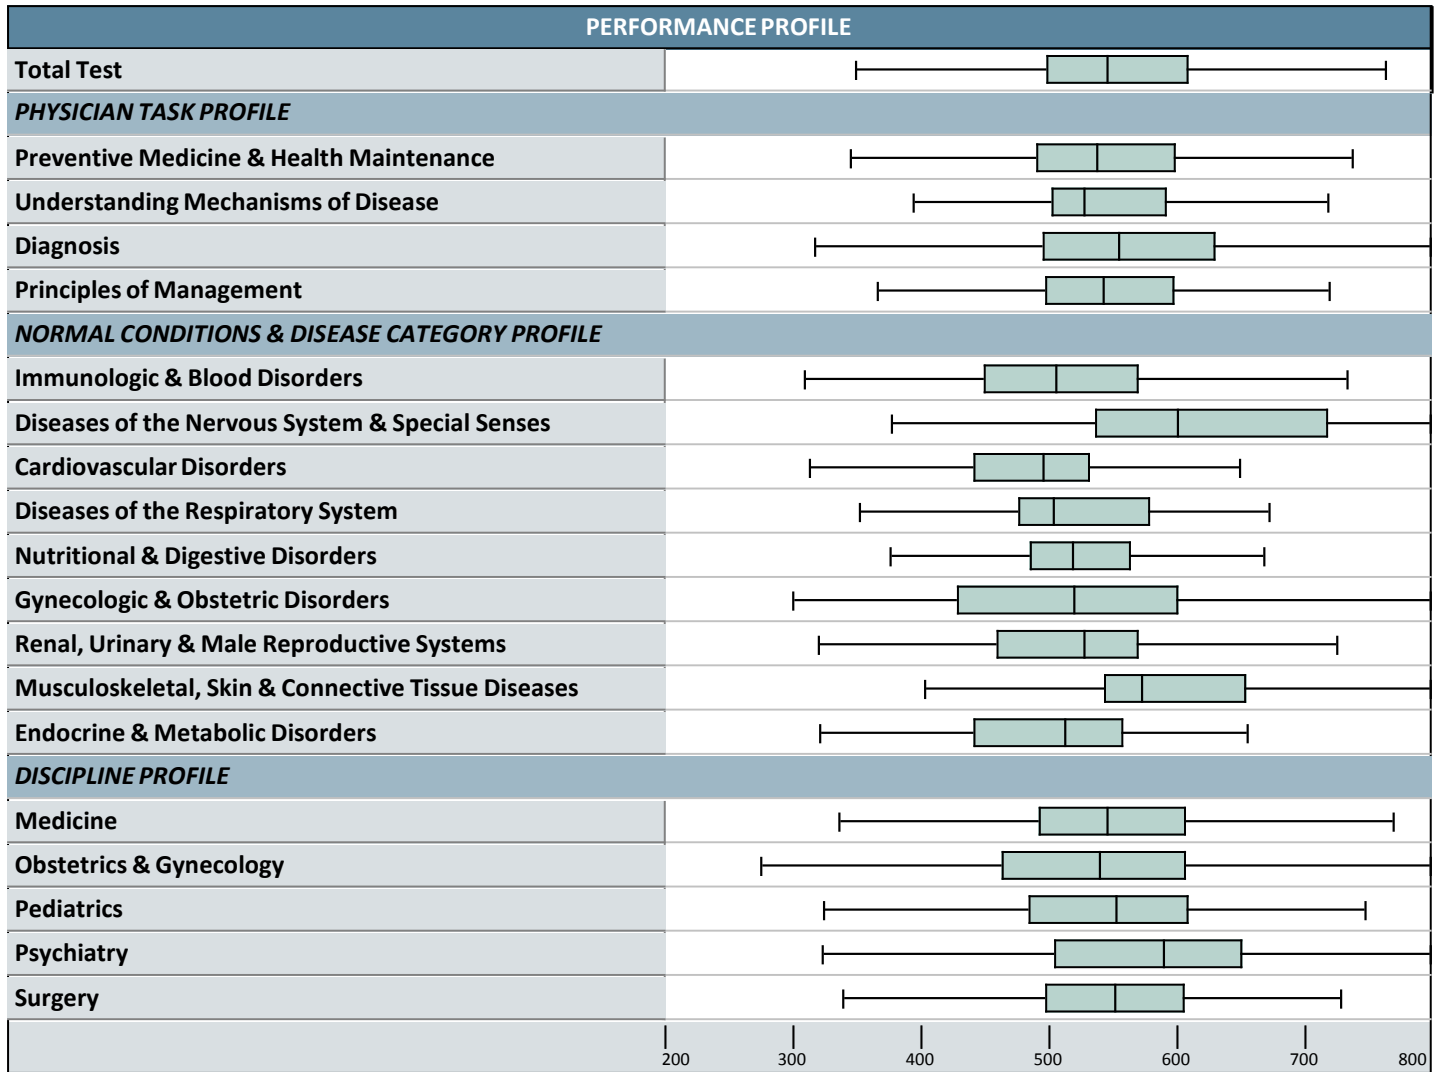 PERFORMANCE PROFILE
Total Test
PHYSICIAN TASK PROFILE
Preventive Medicine & Health Maintenance
Understanding Mechanisms of Disease
Diagnosis
Principles of Management
NORMAL CONDITIONS & DISEASE CATEGORY PROFILE
Immunologic & Blood Disorders
Diseases of the Nervous System & Special Senses
Cardiovascular Disorders
Diseases of the Respiratory System
Nutritional & Digestive Disorders
Gynecologic & Obstetric Disorders
Renal, Urinary & Male Reproductive Systems
Musculoskeletal, Skin & Connective Tissue Diseases
Endocrine & Metabolic Disorders
DISCIPLINE PROFILE
Medicine
Obstetrics & Gynecology
Pediatrics
Psychiatry
Surgery
200 300 400 500 600 700 800